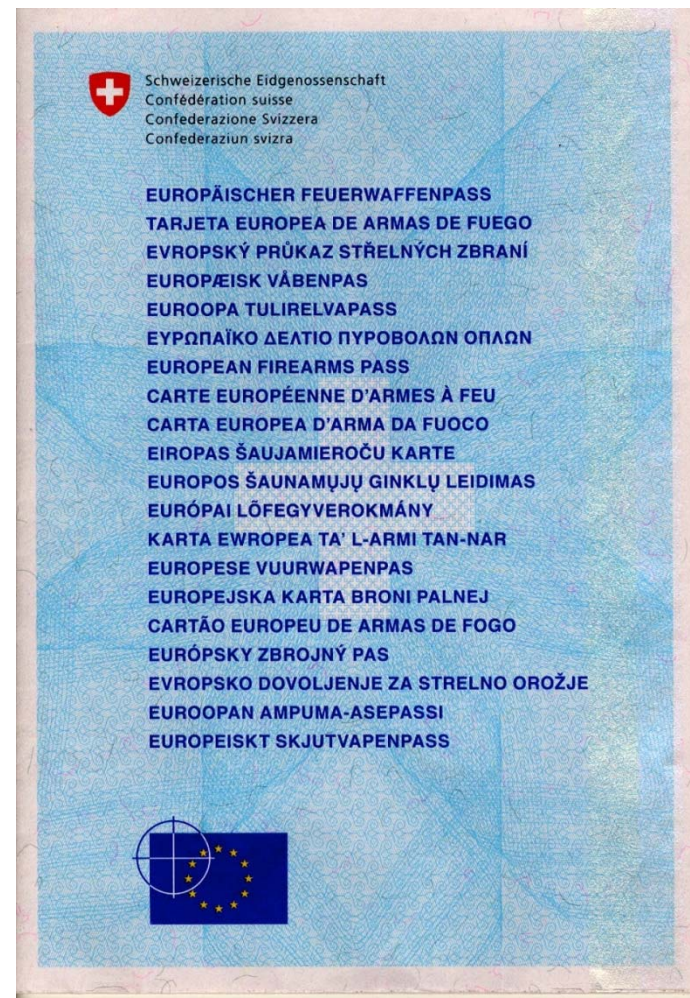 Schweizerische Eidgenossenschaft
Confédération suisse
Confederazione Svizzera
Confederaziun svizra
EUROPÄISCHER FEUERWAFFENPASS
TARJETA EUROPEA DE ARMAS DE FUEGO
EVROPSKÝ PRŮKAZ STŘELNÝCH ZBRANÍ
EUROPÆISK VÅBENPAS
EUROOPA TULIRELVAPASS
ΕΥΡΩΠΑΪΚΟ ΔΕΛΤΙΟ ΠΥΡΟΒΟΛΩΝ ΟΠΛΩΝ
EUROPEAN FIREARMS PASS
CARTE EUROPÉENNE D'ARMES À FEU
CARTA EUROPEA D'ARMA DA FUOCO
EIROPAS ŠAUJAMIEROČU KARTE
EUROPOS ŠAUNAMŲJŲ GINKLŲ LEIDIMAS
EURÓPAI LŐFEGYVEROKMÁNY
KARTA EWROPEA TA' L-ARMI TAN-NAR
EUROPESE VUURWAPENPAS
EUROPEJSKA KARTA BRONI PALNEJ
CARTÃO EUROPEU DE ARMAS DE FOGO
EURÓPSKY ZBROJNÝ PAS
EVROPSKO DOVOLJENJE ZA STRELNO OROŽJE
EUROOPAN AMPUMA-ASEPASSI
EUROPEISKT SKJUTVAPENPASS